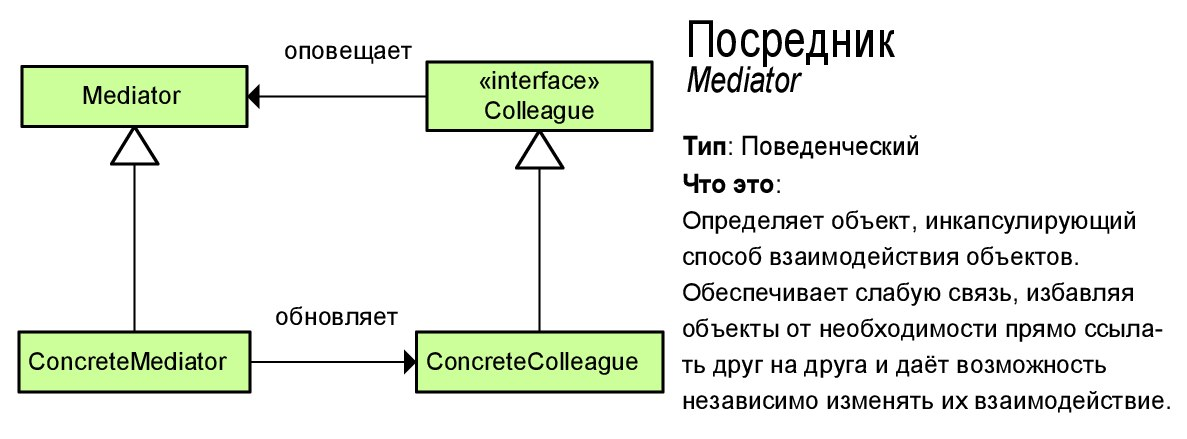 оповещает
Mediator
«interface»
Colleague
обновляет
ConcreteMediator
ConcreteColleague
Посредник
Mediator
Тип: Поведенческий
Что это:
Определяет объект, инкапсулирующий
способ взаимодействия объектов.
Обеспечивает слабую связь, избавляя
объекты от необходимости прямо ссыла-
ть друг на друга и даёт возможность
независимо изменять их взаимодействие.